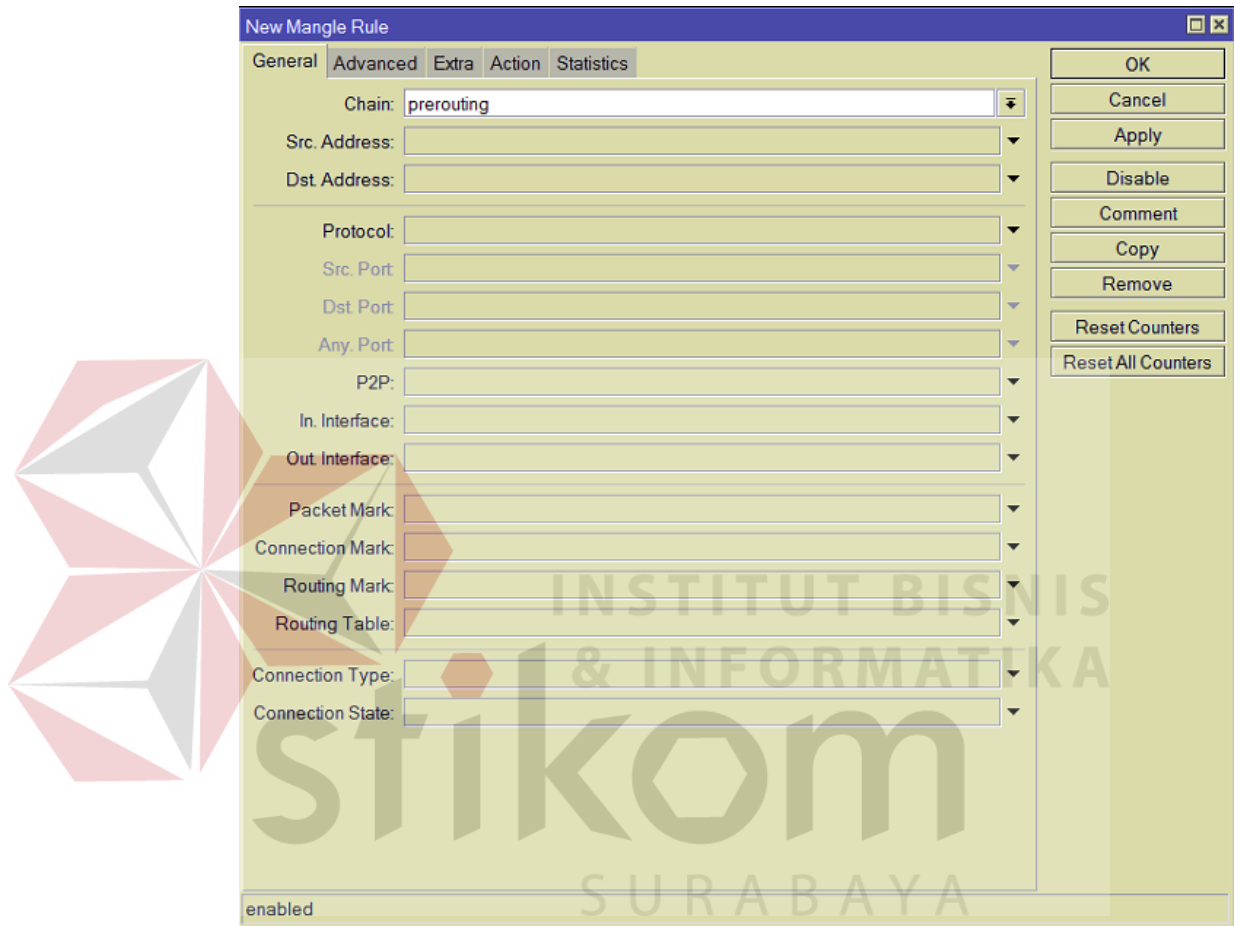 New Mangle Rule
General Advanced Extra Action Statistics
Chain: prerouting
Src. Address:
Dst. Address:
Protocol:
Src. Port:
Dst. Port:
Any. Port:
P2P:
In. Interface:
Out. Interface:
Packet Mark:
Connection Mark:
Routing Mark:
Routing Table:
Connection Type:
Connection State:
OK
Cancel
Apply
Disable
Comment
Copy
Remove
Reset Counters
Reset All Counters
enabled
INSTITUT BISNIS
& INFORMATIKA
stikom
SURABAYA